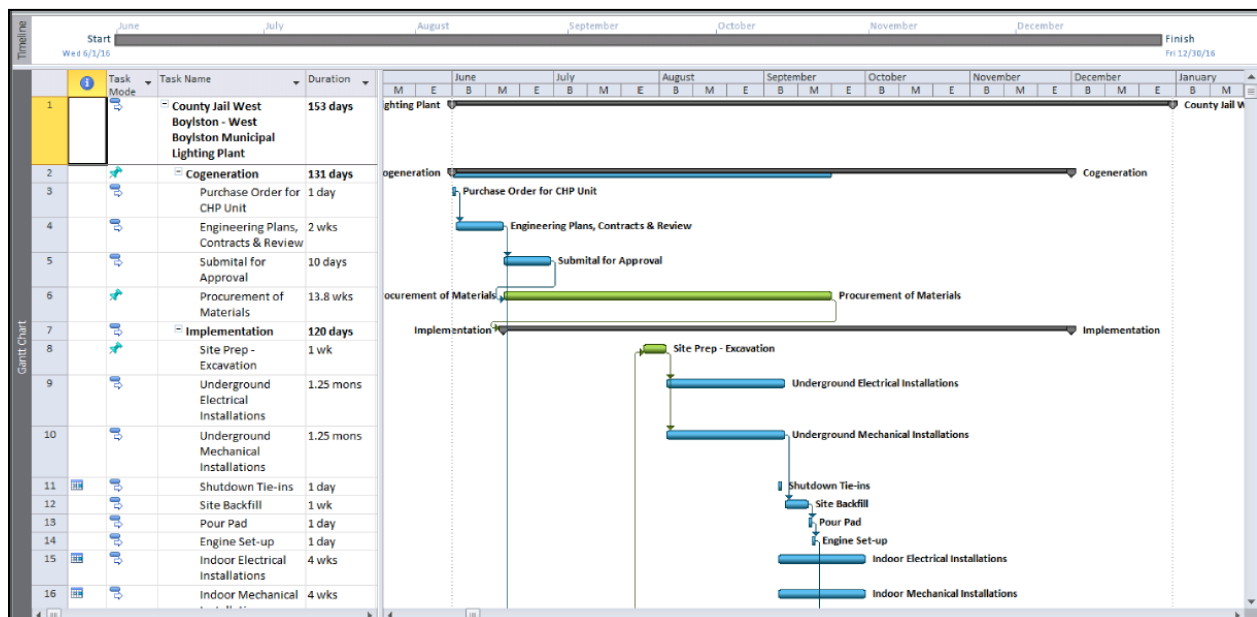 Timeline
June July August September October November December
Start
Wed 6/1/16
Finish
Fri 12/30/16
Task Mode Task Name Duration
June July August September October November December January
M E B M E B M E B M E B M E B M E B M E B M E B M
Gantt Chart
1 County Jail West Boylston - West Boylston Municipal Lighting Plant 153 days
ghting Plant County Jail W
2 Cogeneration 131 days
ogeneration Cogeneration
3 Purchase Order for CHP Unit 1 day
Purchase Order for CHP Unit
4 Engineering Plans, Contracts & Review 2 wks
Engineering Plans, Contracts & Review
5 Submital for Approval 10 days
Submital for Approval
6 Procurement of Materials 13.8 wks
ocurement of Materials Procurement of Materials
7 Implementation 120 days
Implementation Implementation
8 Site Prep - Excavation 1 wk
Site Prep - Excavation
9 Underground Electrical Installations 1.25 mons
Underground Electrical Installations
10 Underground Mechanical Installations 1.25 mons
Underground Mechanical Installations
11 Shutdown Tie-ins 1 day
Shutdown Tie-ins
12 Site Backfill 1 wk
Site Backfill
13 Pour Pad 1 day
Pour Pad
14 Engine Set-up 1 day
Engine Set-up
15 Indoor Electrical Installations 4 wks
Indoor Electrical Installations
16 Indoor Mechanical 4 wks
Indoor Mechanical Installations